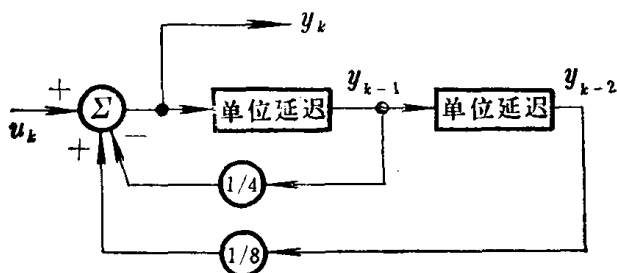 y_k
y_{k-1}
y_{k-2}
+
Σ
−
单位延迟
单位延迟
u_k
+
1/4
1/8